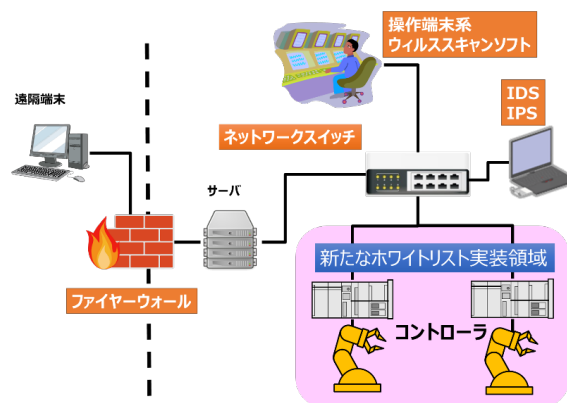 操作端末系
ウィルススキャンソフト
遠隔端末
IDS
IPS
ネットワークスイッチ
サーバ
新たなホワイトリスト実装領域
ファイヤーウォール
コントローラ